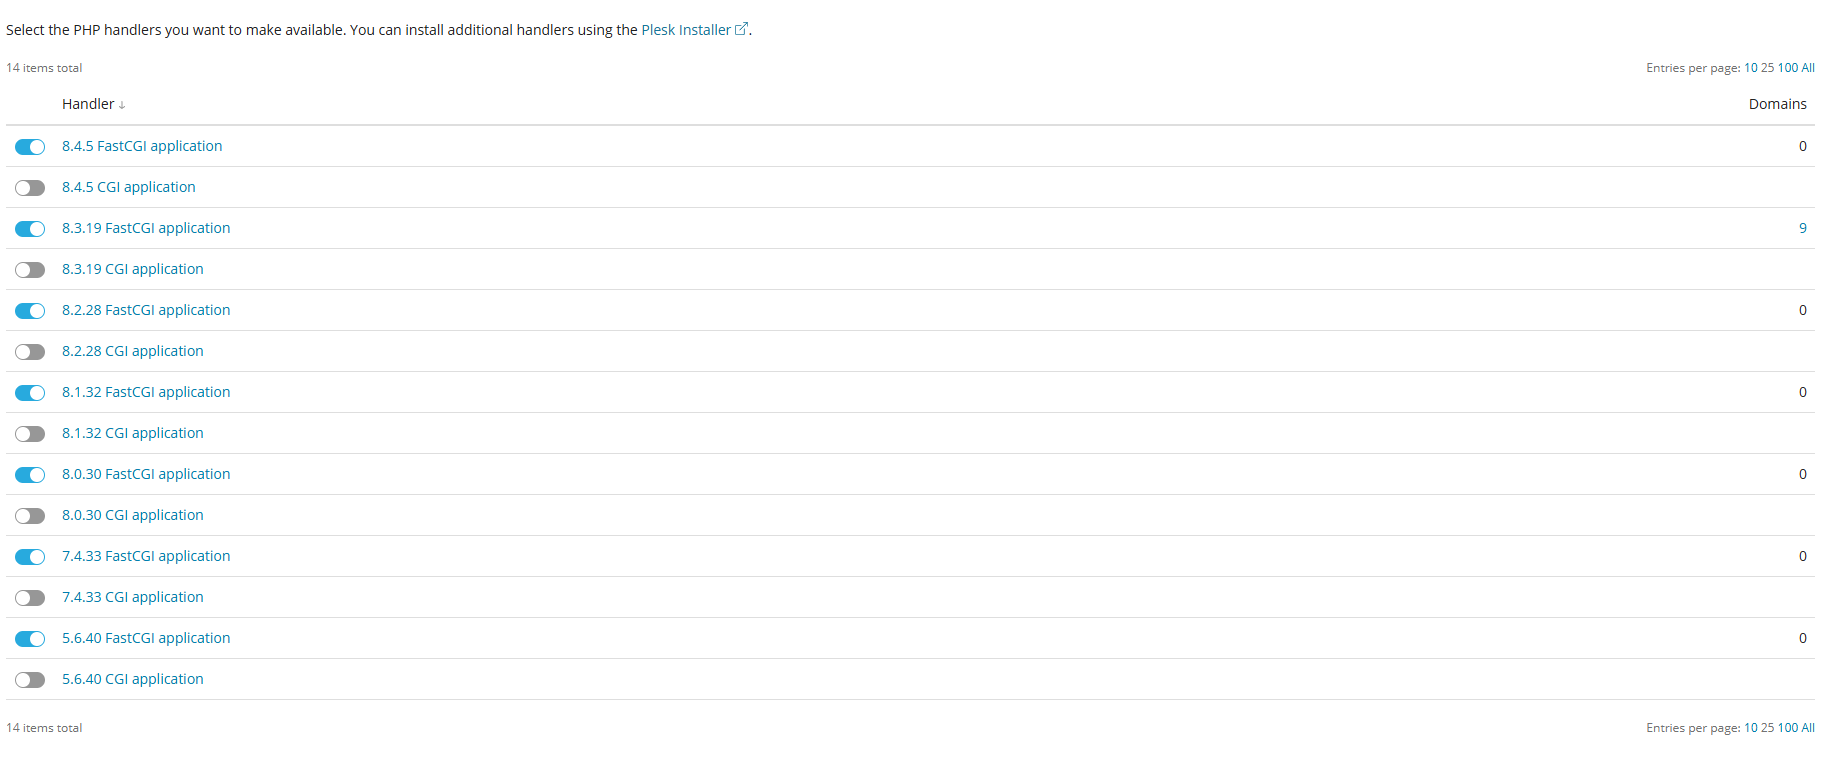 Select the PHP handlers you want to make available. You can install additional handlers using the Plesk Installer.
14 items total Entries per page: 10 25 100 All
Handler ↓ Domains
8.4.5 FastCGI application 0
8.4.5 CGI application
8.3.19 FastCGI application 9
8.3.19 CGI application
8.2.28 FastCGI application 0
8.2.28 CGI application
8.1.32 FastCGI application 0
8.1.32 CGI application
8.0.30 FastCGI application 0
8.0.30 CGI application
7.4.33 FastCGI application 0
7.4.33 CGI application
5.6.40 FastCGI application 0
5.6.40 CGI application
14 items total Entries per page: 10 25 100 All